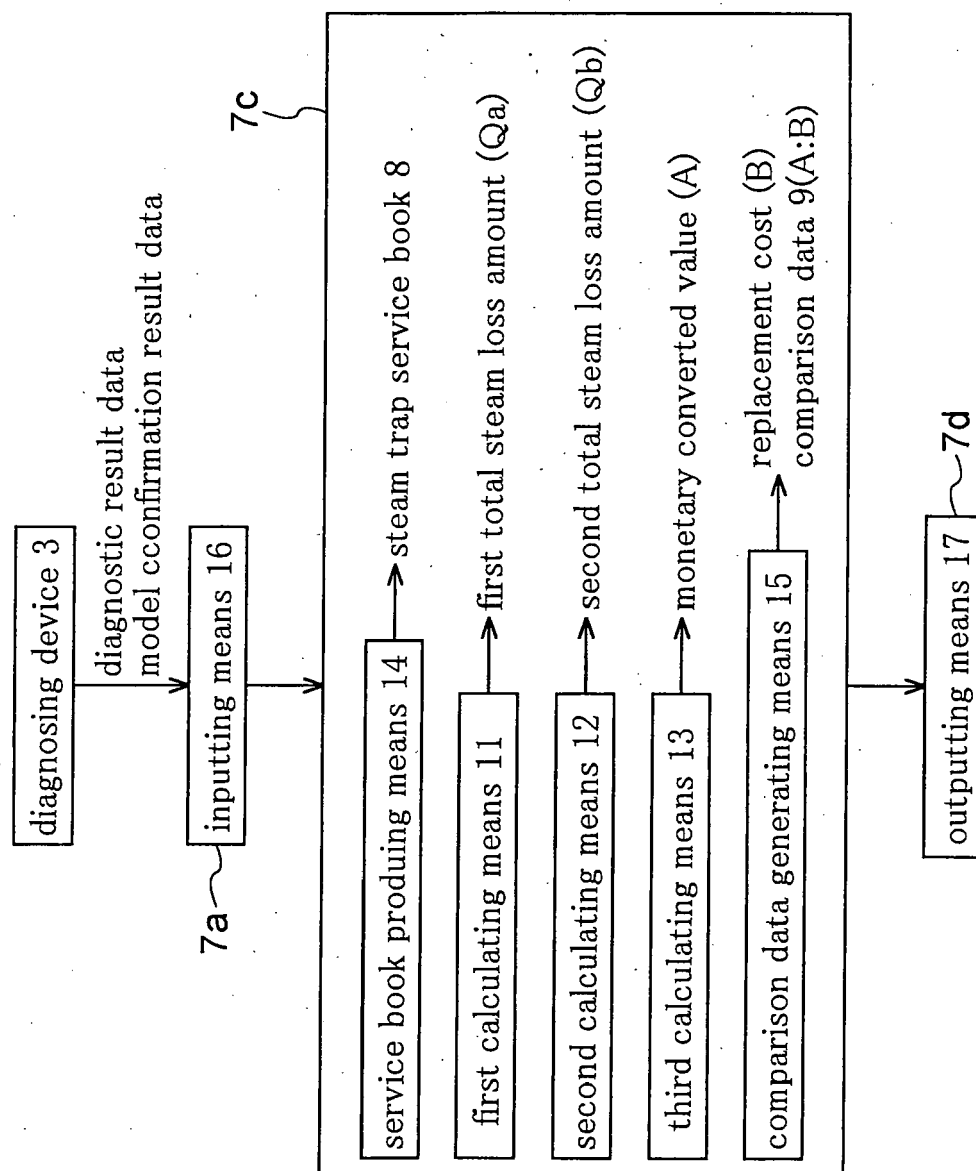 diagnosing device 3
diagnostic result data
model cconfirmation result data
7a
inputting means 16
7c
service book produing means 14
steam trap service book 8
first calculating means 11
first total steam loss amount (Qa)
second calculating means 12
second total steam loss amount (Qb)
third calculating means 13
monetary converted value (A)
comparison data generating means 15
replacement cost (B)
comparison data 9(A:B)
outputting means 17
7d